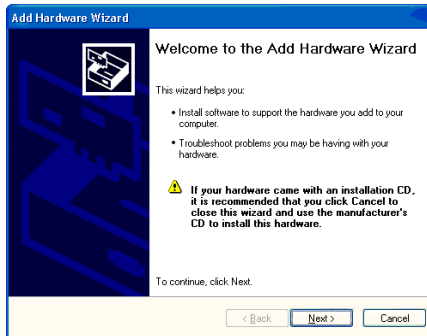 Add Hardware Wizard
Welcome to the Add Hardware Wizard
This wizard helps you:
• Install software to support the hardware you add to your
computer.
• Troubleshoot problems you may be having with your
hardware.
If your hardware came with an installation CD,
it is recommended that you click Cancel to
close this wizard and use the manufacturer's
CD to install this hardware.
To continue, click Next.
< Back Next > Cancel